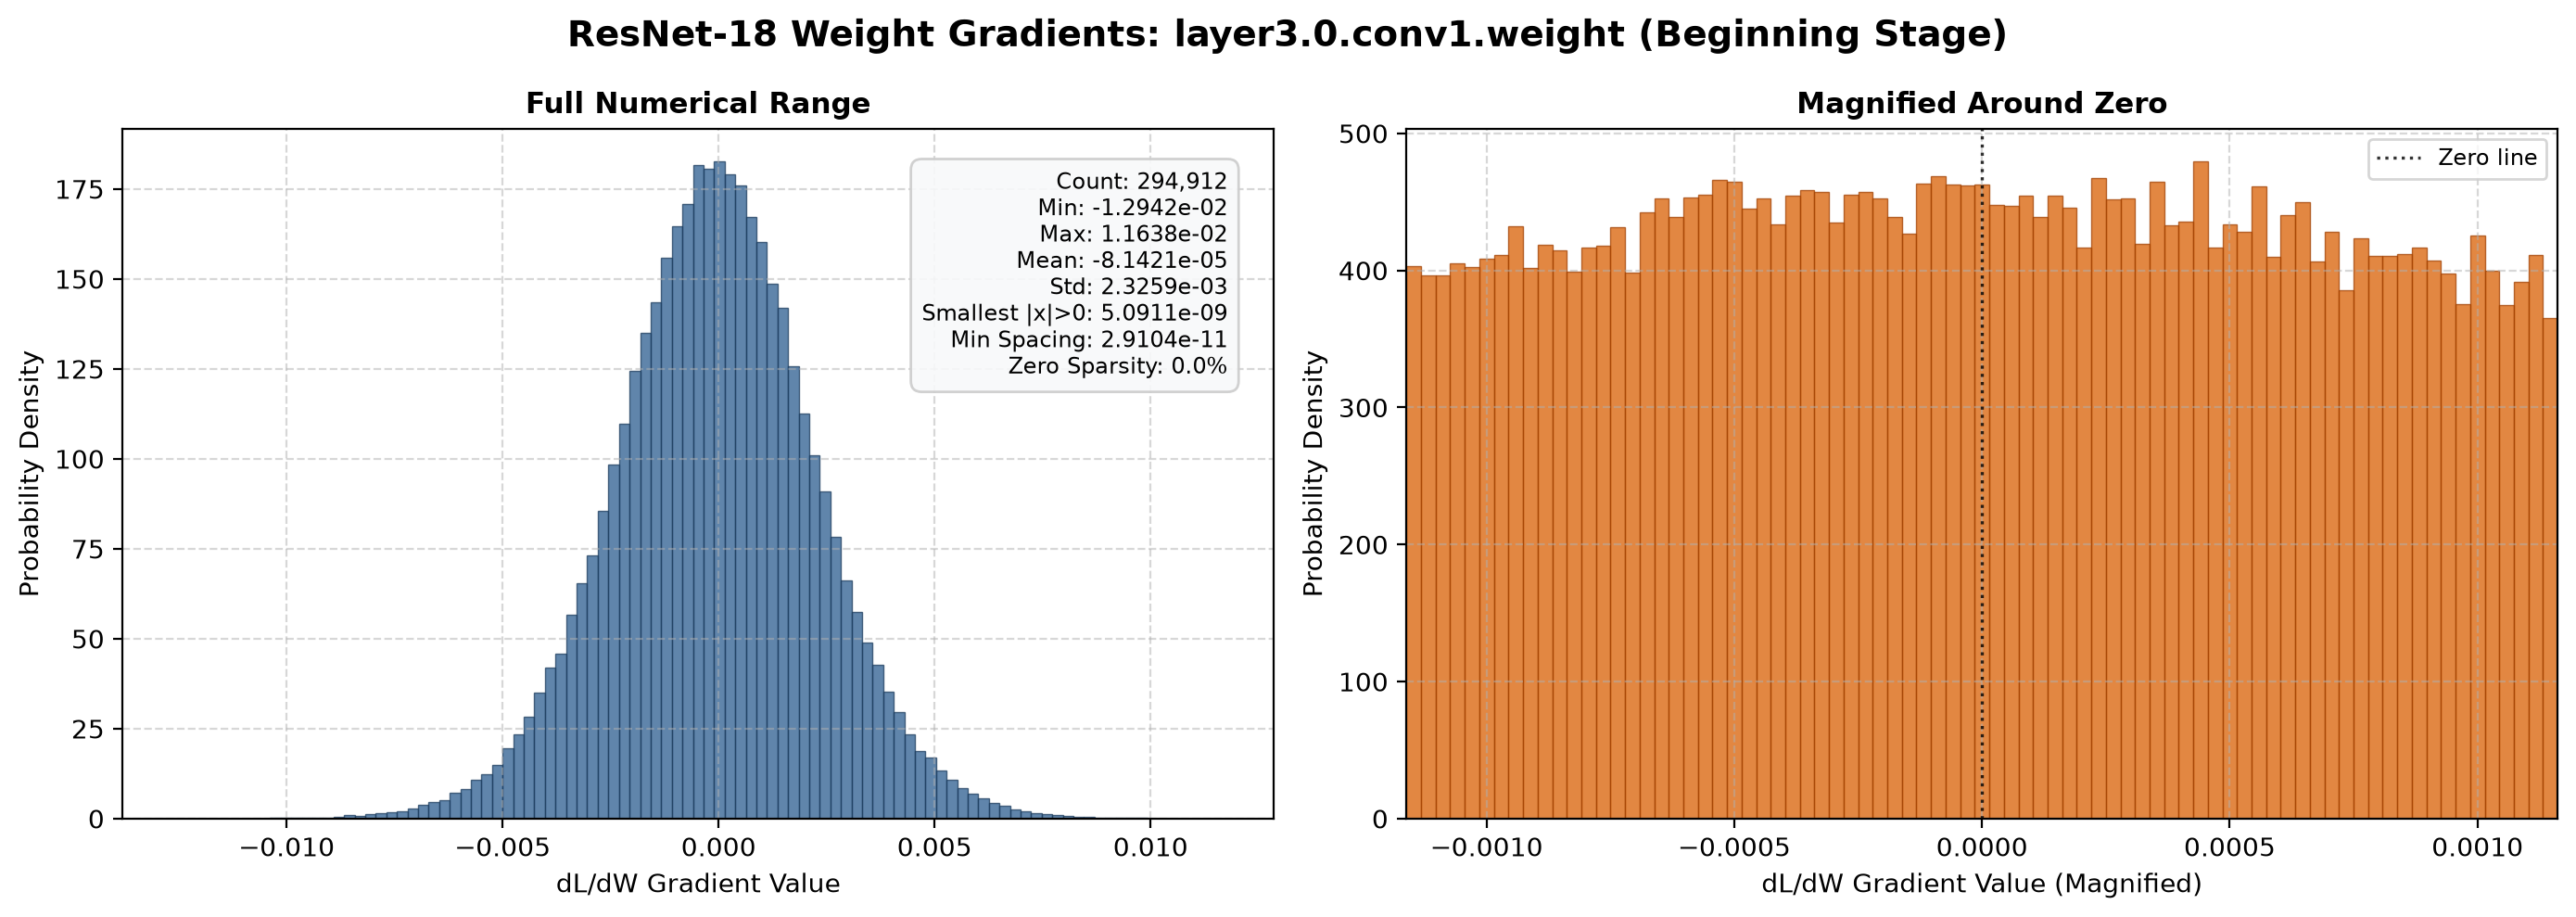 ResNet-18 Weight Gradients: layer3.0.conv1.weight (Beginning Stage)
Full Numerical Range
Probability Density
175
150
125
100
75
50
25
0
Count: 294,912
Min: -1.2942e-02
Max: 1.1638e-02
Mean: -8.1421e-05
Std: 2.3259e-03
Smallest |x|>0: 5.0911e-09
Min Spacing: 2.9104e-11
Zero Sparsity: 0.0%
−0.010 −0.005 0.000 0.005 0.010
dL/dW Gradient Value
Magnified Around Zero
Probability Density
500
400
300
200
100
0
Zero line
−0.0010 −0.0005 0.0000 0.0005 0.0010
dL/dW Gradient Value (Magnified)